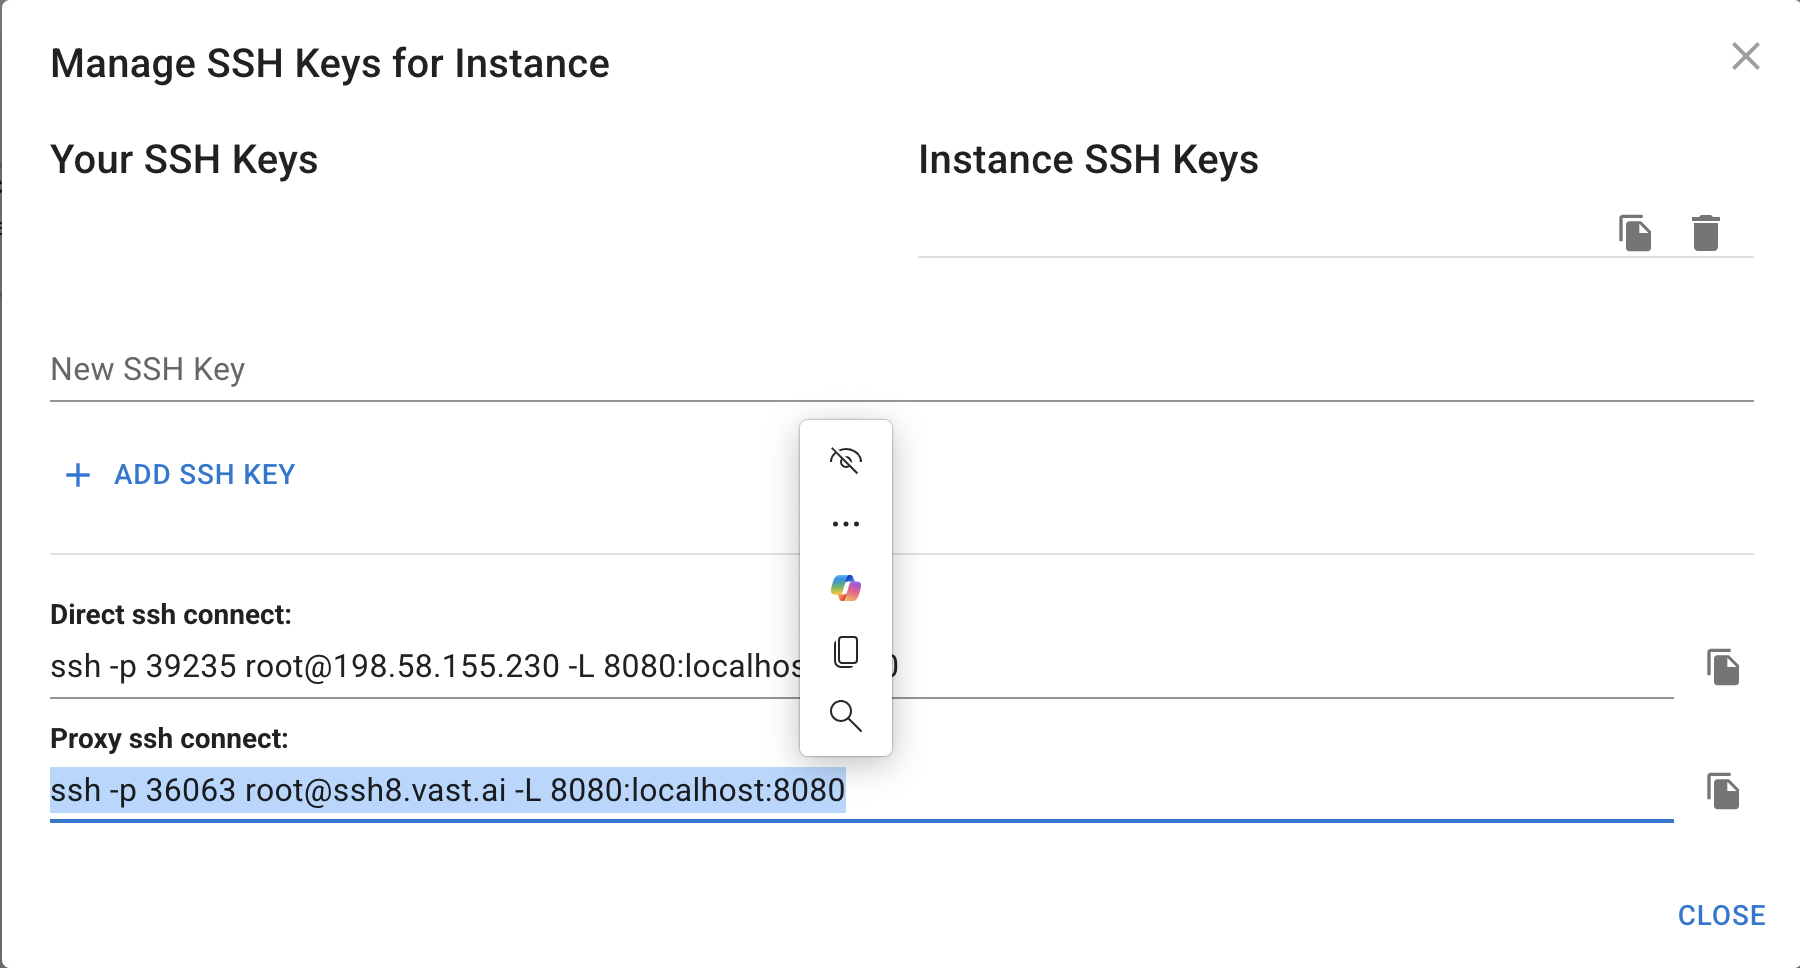 Manage SSH Keys for Instance
Your SSH Keys
Instance SSH Keys
New SSH Key
ADD SSH KEY
Direct ssh connect:
ssh -p 39235 root@198.58.155.230 -L 8080:localhos
Proxy ssh connect:
ssh -p 36063 root@ssh8.vast.ai -L 8080:localhost:8080
CLOSE